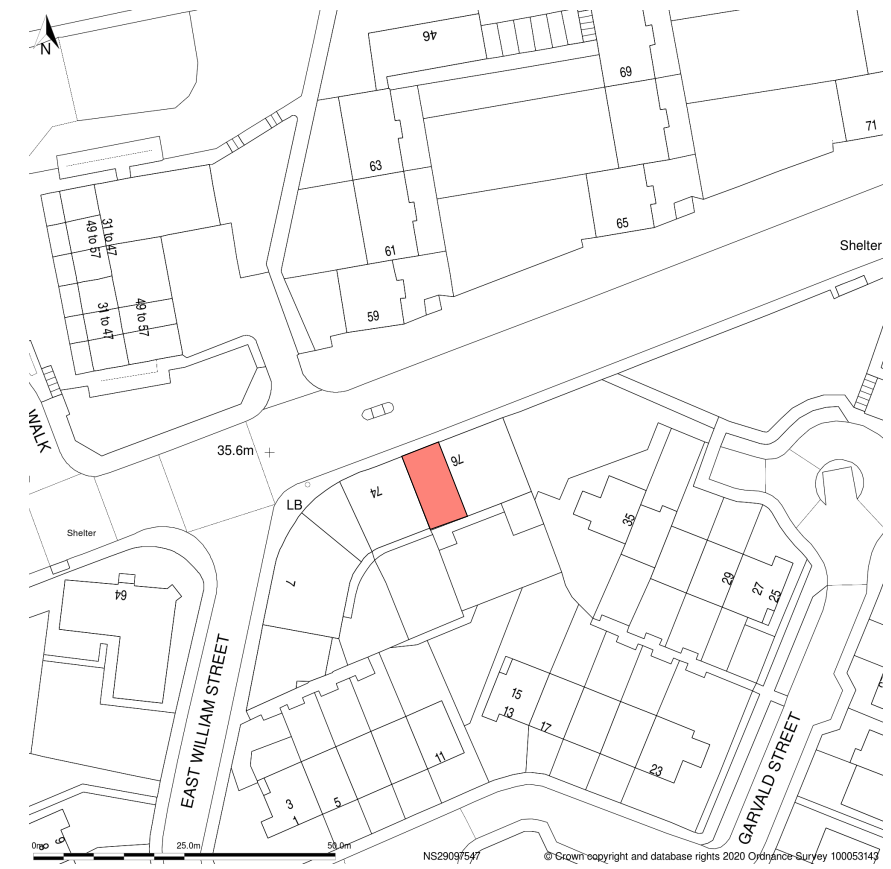 N
46
69
71
63
49 to 57
31 to 47
61
65
Shelter
31 to 47
49 to 57
59
WALK
35.6m
76
74
LB
Shelter
35
7
64
29
27
25
EAST WILLIAM STREET
15
13
17
11
23
3
5
1
GARVALD STREET
9
0m
25.0m
50.0m
NS29097547
© Crown copyright and database rights 2020 Ordnance Survey 100053143